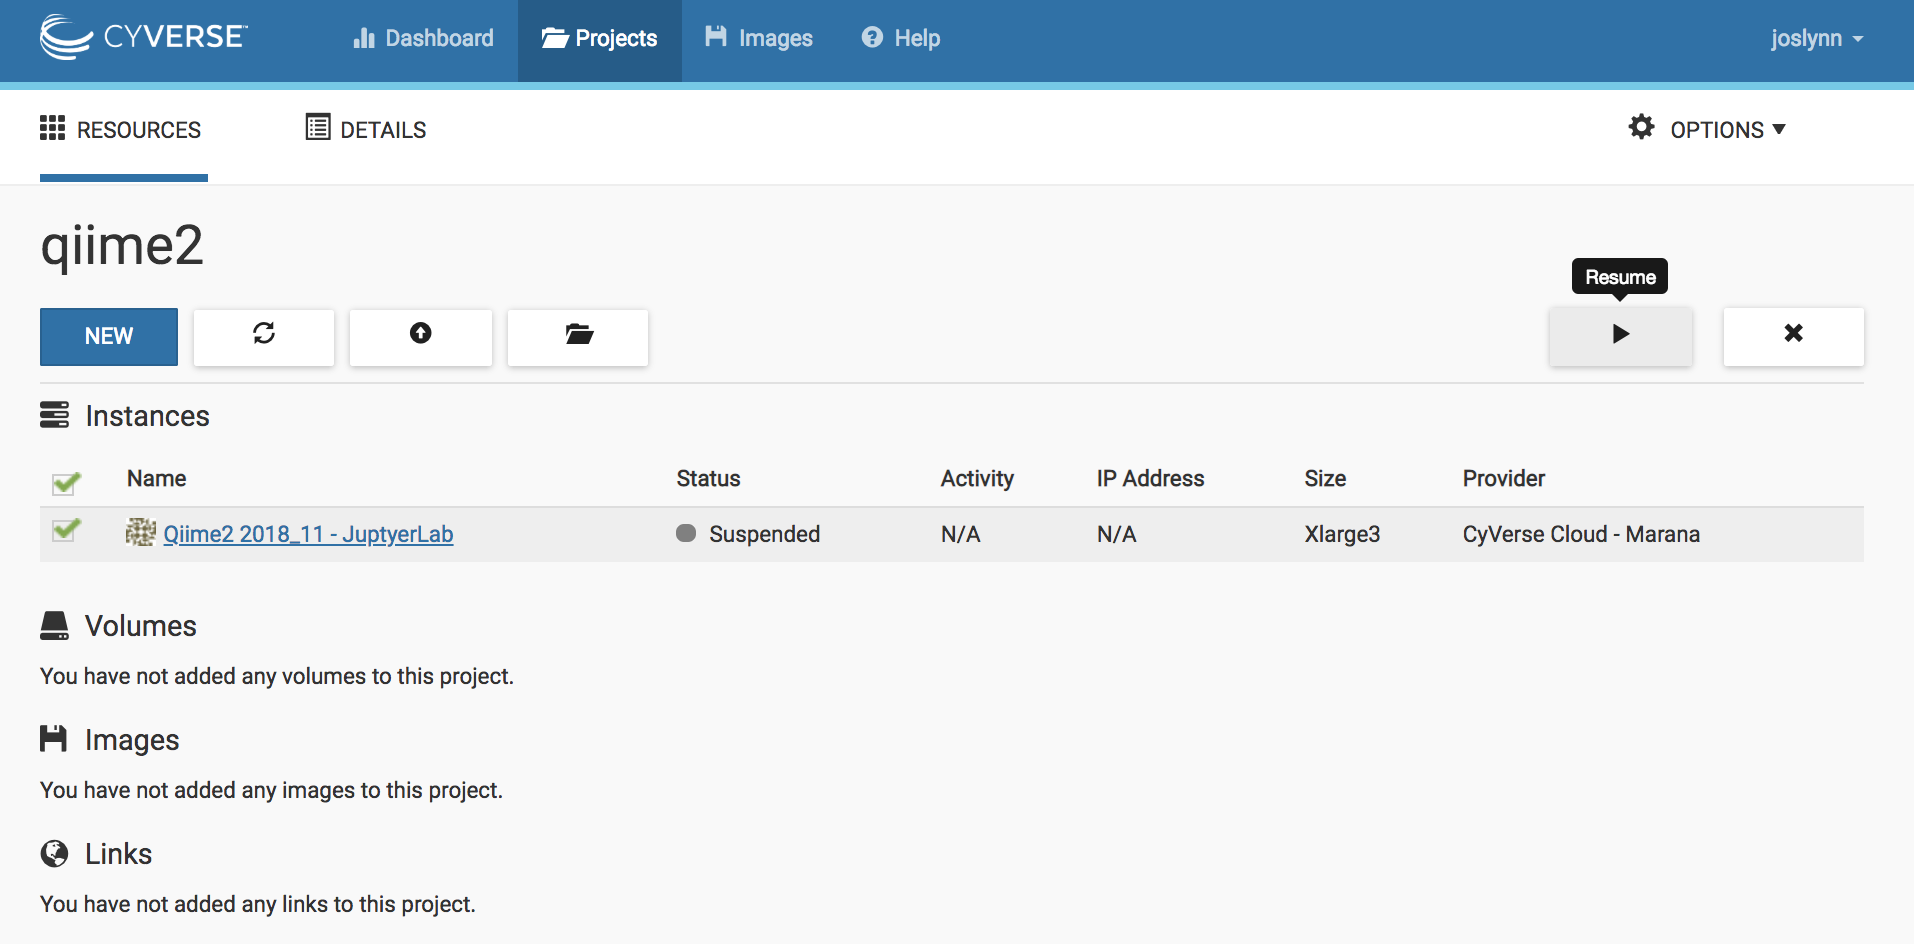 CYVERSE™ Dashboard Projects Images Help joslynn
RESOURCES DETAILS OPTIONS
qiime2
Resume
NEW
Instances
Name Status Activity IP Address Size Provider
Qiime2 2018_11 - JuptyerLab Suspended N/A N/A Xlarge3 CyVerse Cloud - Marana
Volumes
You have not added any volumes to this project.
Images
You have not added any images to this project.
Links
You have not added any links to this project.